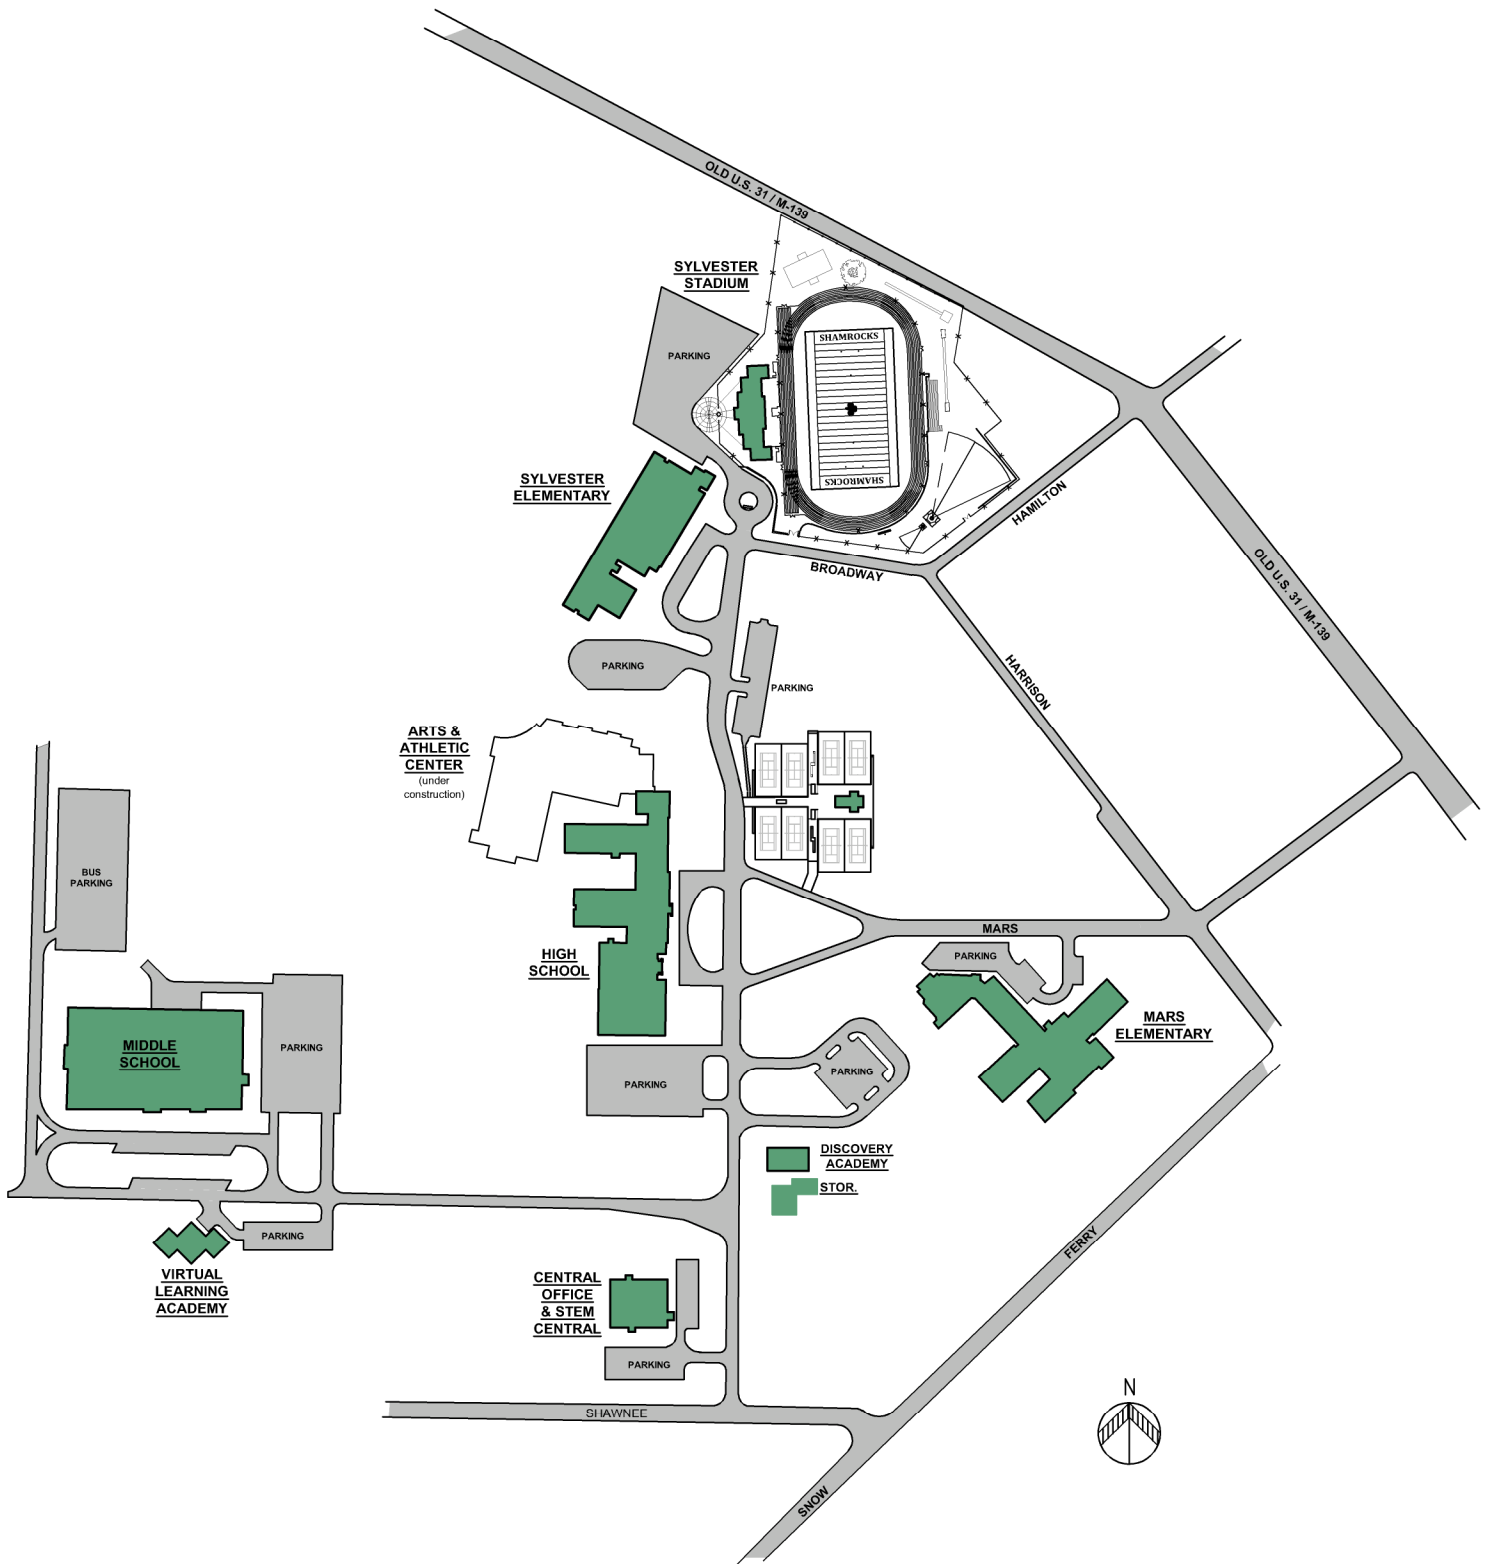 OLD U.S. 31 / M-139
SYLVESTER
STADIUM
SHAMROCKS
PARKING
SHAMROCKS
SYLVESTER
ELEMENTARY
HAMILTON
BROADWAY
OLD U.S. 31 / M-139
PARKING
PARKING
HARRISON
ARTS &
ATHLETIC
CENTER
(under
construction)
BUS
PARKING
MARS
HIGH
SCHOOL
PARKING
MARS
ELEMENTARY
MIDDLE
SCHOOL
PARKING
PARKING
PARKING
DISCOVERY
ACADEMY
STOR.
PARKING
FERRY
VIRTUAL
LEARNING
ACADEMY
CENTRAL
OFFICE
& STEM
CENTRAL
PARKING
N
SHAWNEE
SNOW